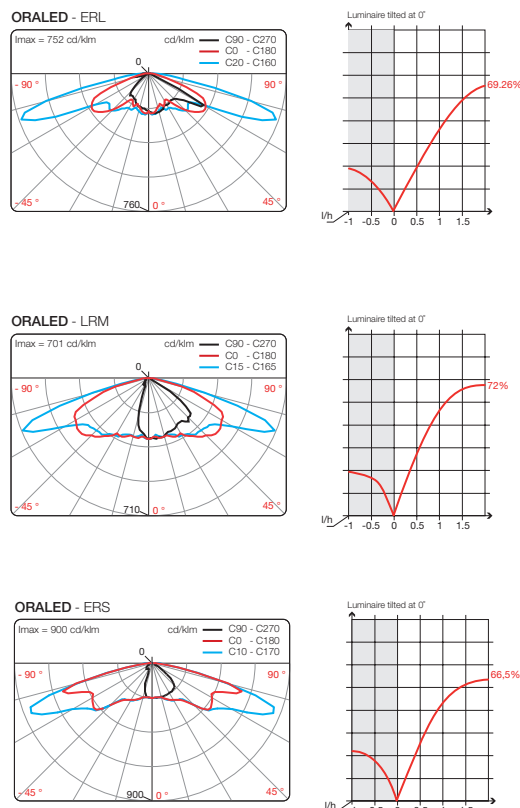 ORALED - ERL
Imax = 752 cd/klm cd/klm C90 - C270
C0 - C180
C20 - C160
0
- 90 ° 90 °
- 45 ° 760 0 ° 45 °
Luminaire tilted at 0°
69.26%
l/h
-1 -0.5 0 0.5 1 1.5
ORALED - LRM
Imax = 701 cd/klm cd/klm C90 - C270
C0 - C180
C15 - C165
0
- 90 ° 90 °
- 45 ° 710 0 ° 45 °
Luminaire tilted at 0°
72%
l/h
-1 -0.5 0 0.5 1 1.5
ORALED - ERS
Imax = 900 cd/klm cd/klm C90 - C270
C0 - C180
C10 - C170
0
- 90 ° 90 °
- 45 ° 900 0 ° 45 °
Luminaire tilted at 0°
66,5%
l/h